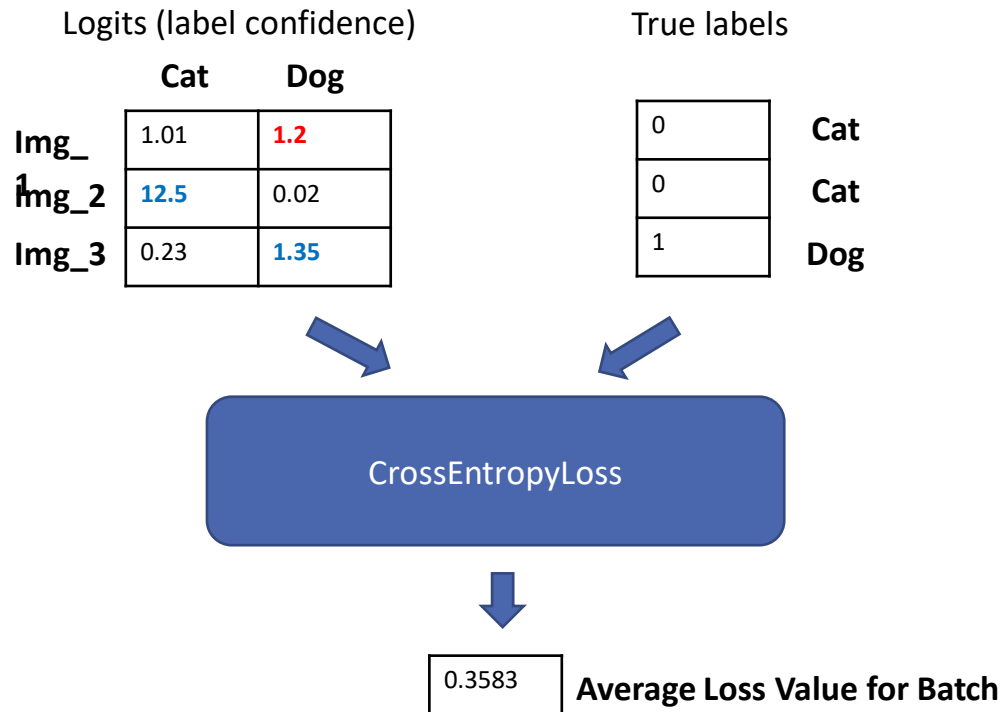 Logits (label confidence)
True labels
Cat Dog
Img_1 1.01 1.2
Img_2 12.5 0.02
Img_3 0.23 1.35
0 Cat
0 Cat
1 Dog
CrossEntropyLoss
0.3583 Average Loss Value for Batch